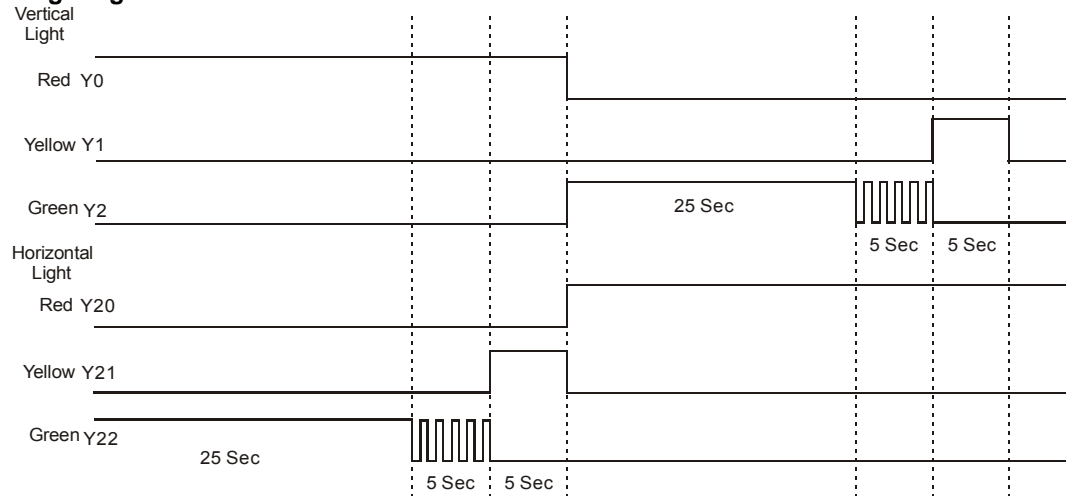 Vertical
Light
Red Y0
Yellow Y1
Green Y2
25 Sec
5 Sec 5 Sec
Horizontal
Light
Red Y20
Yellow Y21
Green Y22
25 Sec
5 Sec 5 Sec